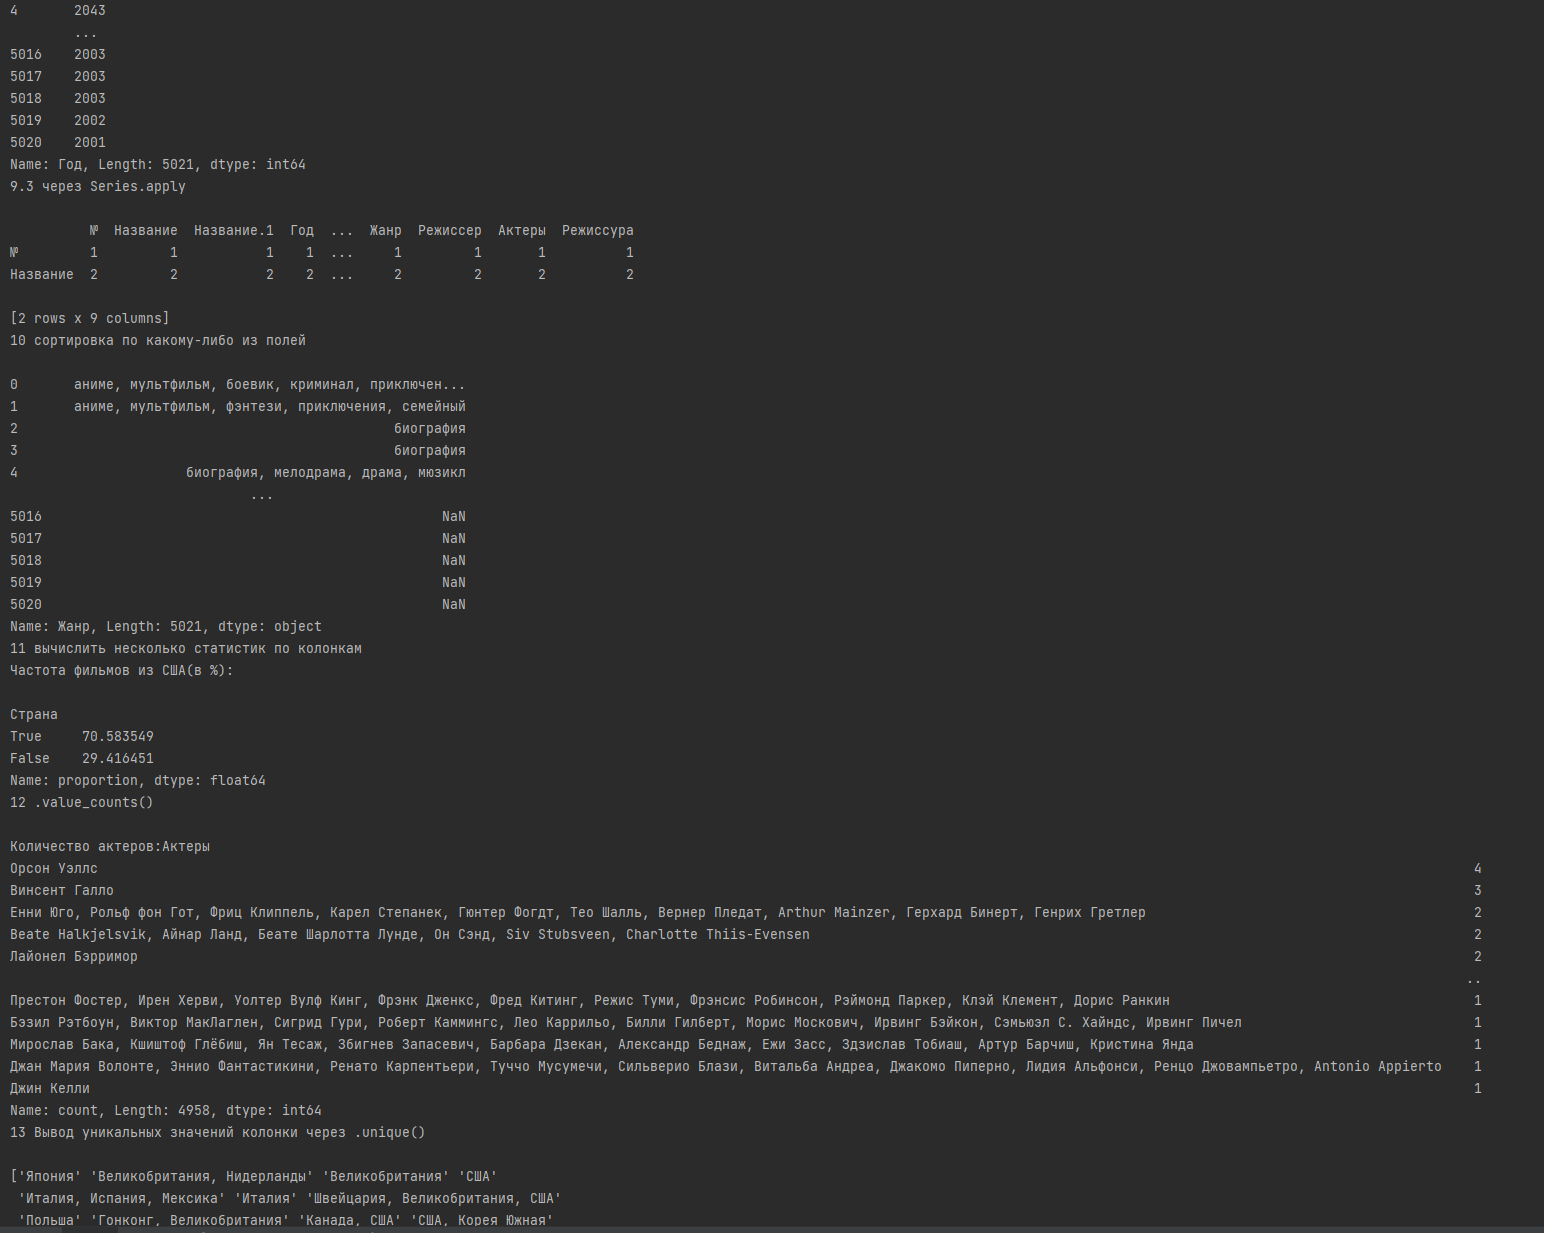 4       2043
        ...
5016    2003
5017    2003
5018    2003
5019    2002
5020    2001
Name: Год, Length: 5021, dtype: int64
9.3 через Series.apply
          №  Название  Название.1  Год  ...  Жанр  Режиссер  Актеры  Режиссура
№         1         1           1    1  ...     1         1       1          1
Название  2         2           2    2  ...     2         2       2          2
[2 rows x 9 columns]
10 сортировка по какому-либо из полей
0       аниме, мультфильм, боевик, криминал, приключен...
1       аниме, мультфильм, фэнтези, приключения, семейный
2                                               биография
3                                               биография
4                     биография, мелодрама, драма, мюзикл
                              ...
5016                                                  NaN
5017                                                  NaN
5018                                                  NaN
5019                                                  NaN
5020                                                  NaN
Name: Жанр, Length: 5021, dtype: object
11 вычислить несколько статистик по колонкам
Частота фильмов из США(в %):
Страна
True     70.583549
False    29.416451
Name: proportion, dtype: float64
12 .value_counts()
Количество актеров:Актеры
Орсон Уэллс 4
Винсент Галло 3
Енни Юго, Рольф фон Гот, Фриц Клиппель, Карел Степанек, Гюнтер Фогдт, Тео Шалль, Вернер Пледат, Arthur Mainzer, Герхард Бинерт, Генрих Гретлер 2
Beate Halkjelsvik, Айнар Ланд, Беате Шарлотта Лунде, Он Сэнд, Siv Stubsveen, Charlotte Thiis-Evensen 2
Лайонел Бэрримор 2
..
Престон Фостер, Ирен Херви, Уолтер Вулф Кинг, Фрэнк Дженкс, Фред Китинг, Режис Туми, Фрэнсис Робинсон, Рэймонд Паркер, Клэй Клемент, Дорис Ранкин 1
Бэзил Рэтбоун, Виктор МакЛаглен, Сигрид Гури, Роберт Каммингс, Лео Каррильо, Билли Гилберт, Морис Москович, Ирвинг Бэйкон, Сэмьюэл С. Хайндс, Ирвинг Пичел 1
Мирослав Бака, Кшиштоф Глёбиш, Ян Тесаж, Збигнев Запасевич, Барбара Дзекан, Александр Беднаж, Ежи Засс, Здзислав Тобиаш, Артур Барчиш, Кристина Янда 1
Джан Мария Волонте, Эннио Фантастикини, Ренато Карпентьери, Туччо Мусумечи, Сильверио Блази, Витальба Андреа, Джакомо Пиперно, Лидия Альфонси, Ренцо Джовампьетро, Antonio Appierto 1
Джин Келли 1
Name: count, Length: 4958, dtype: int64
13 Вывод уникальных значений колонки через .unique()
['Япония' 'Великобритания, Нидерланды' 'Великобритания' 'США'
 'Италия, Испания, Мексика' 'Италия' 'Швейцария, Великобритания, США'
 'Польша' 'Гонконг, Великобритания' 'Канада, США' 'США, Корея Южная'